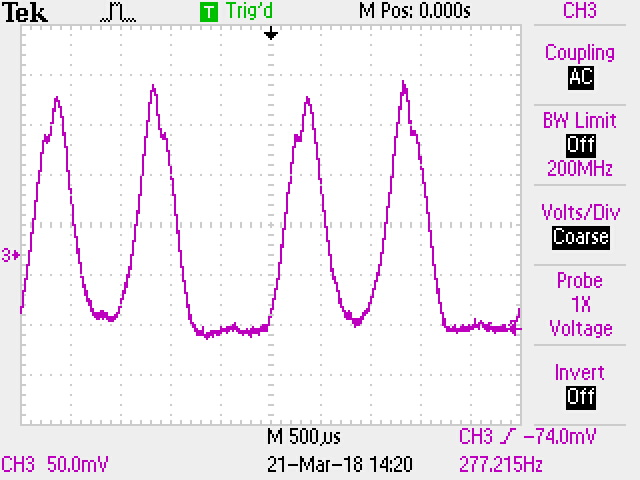 Tek T Trig'd M Pos: 0.000s CH3
Coupling
AC
BW Limit
Off
200MHz
Volts/Div
Coarse
3
Probe
1X
Voltage
Invert
Off
M 500µs CH3 -74.0mV
CH3 50.0mV 21-Mar-18 14:20 277.215Hz